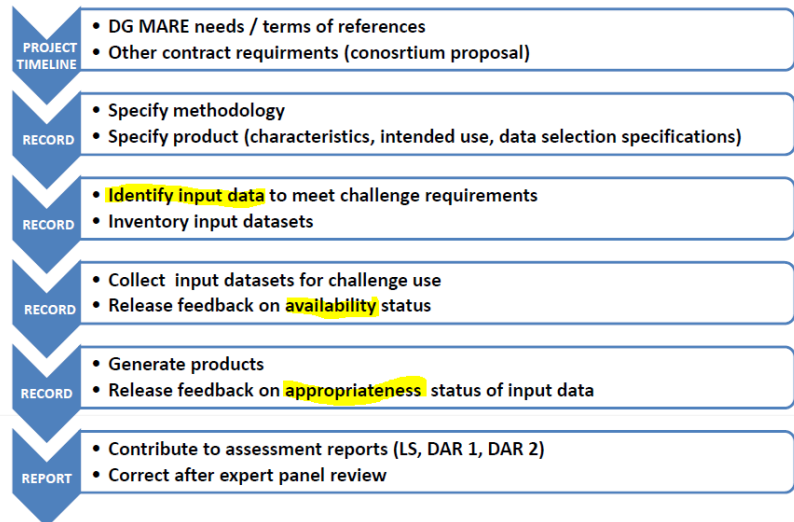 PROJECT TIMELINE
• DG MARE needs / terms of references
• Other contract requirments (conosrtium proposal)
RECORD
• Specify methodology
• Specify product (characteristics, intended use, data selection specifications)
RECORD
• Identify input data to meet challenge requirements
• Inventory input datasets
RECORD
• Collect input datasets for challenge use
• Release feedback on availability status
RECORD
• Generate products
• Release feedback on appropriateness status of input data
REPORT
• Contribute to assessment reports (LS, DAR 1, DAR 2)
• Correct after expert panel review